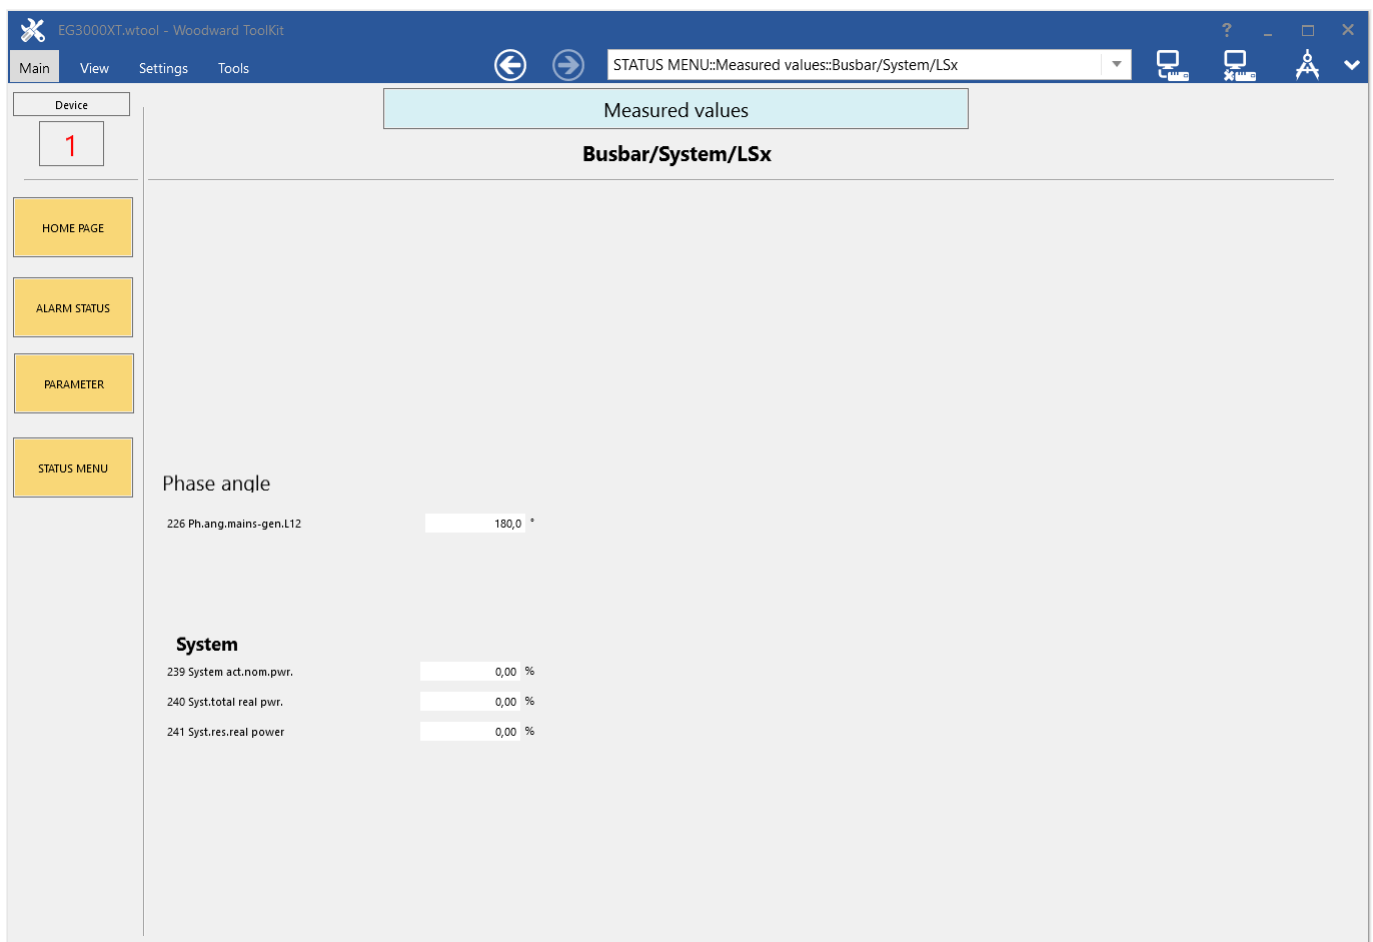 EG3000XT.wtool - Woodward ToolKit
?
Main View Settings Tools
STATUS MENU::Measured values::Busbar/System/LSx
Device
1
Measured values
Busbar/System/LSx
HOME PAGE
ALARM STATUS
PARAMETER
STATUS MENU
Phase angle
226 Ph.ang.mains-gen.L12 180,0 °
System
239 System act.nom.pwr. 0,00 %
240 Syst.total real pwr. 0,00 %
241 Syst.res.real power 0,00 %